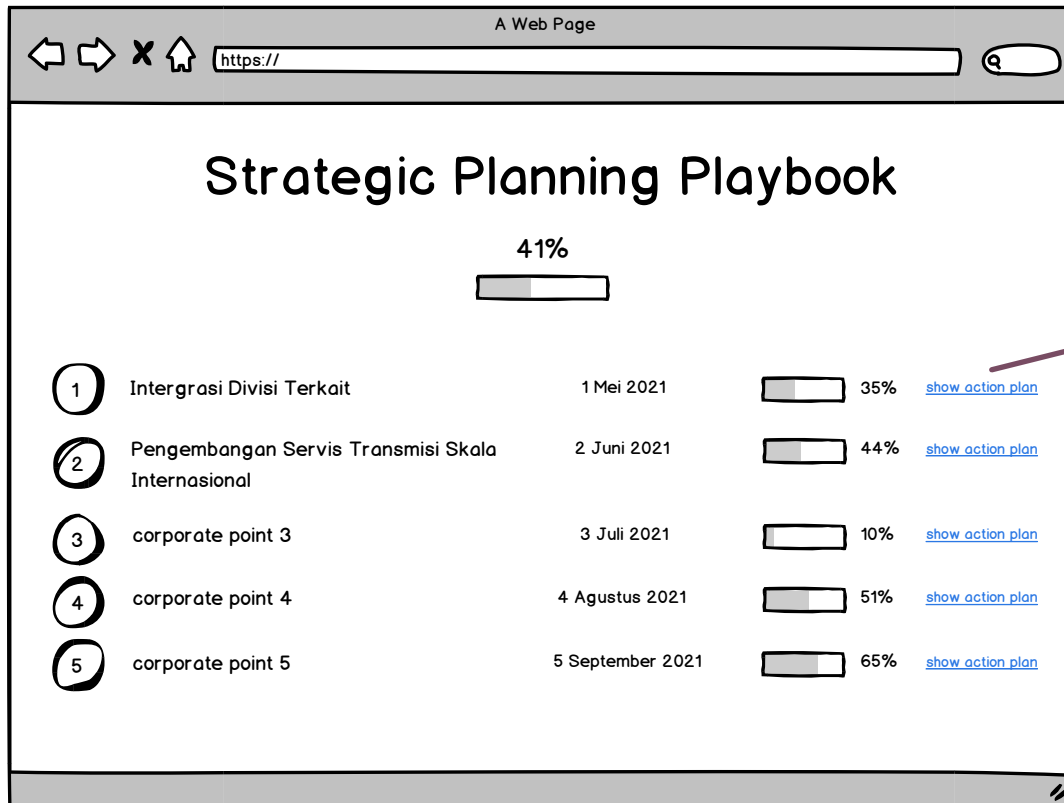 A Web Page
https://
Strategic Planning Playbook
41%
1 Intergrasi Divisi Terkait 1 Mei 2021 35% show action plan
2 Pengembangan Servis Transmisi Skala 2 Juni 2021 44% show action plan
Internasional
3 corporate point 3 3 Juli 2021 10% show action plan
4 corporate point 4 4 Agustus 2021 51% show action plan
5 corporate point 5 5 September 2021 65% show action plan